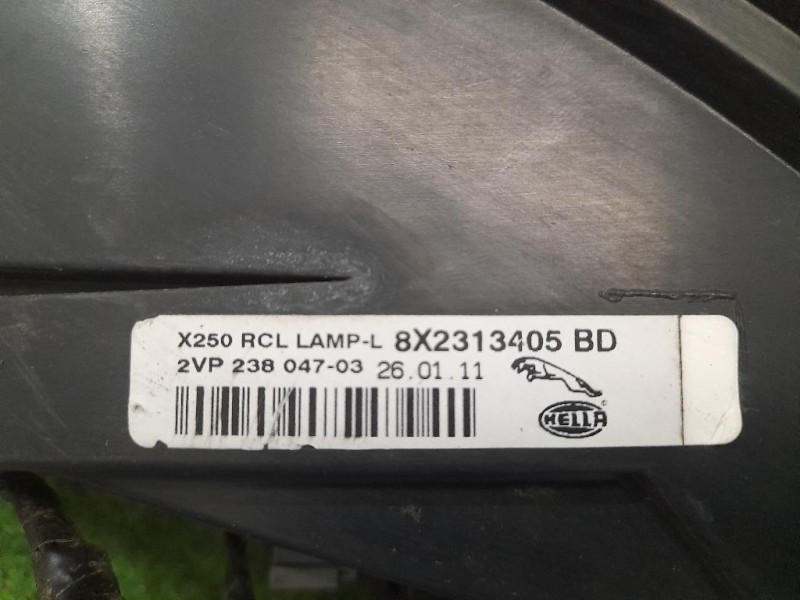 X250 RCL LAMP-L 8X2313405 BD
2VP 238 047-03 26.01.11
HELLA